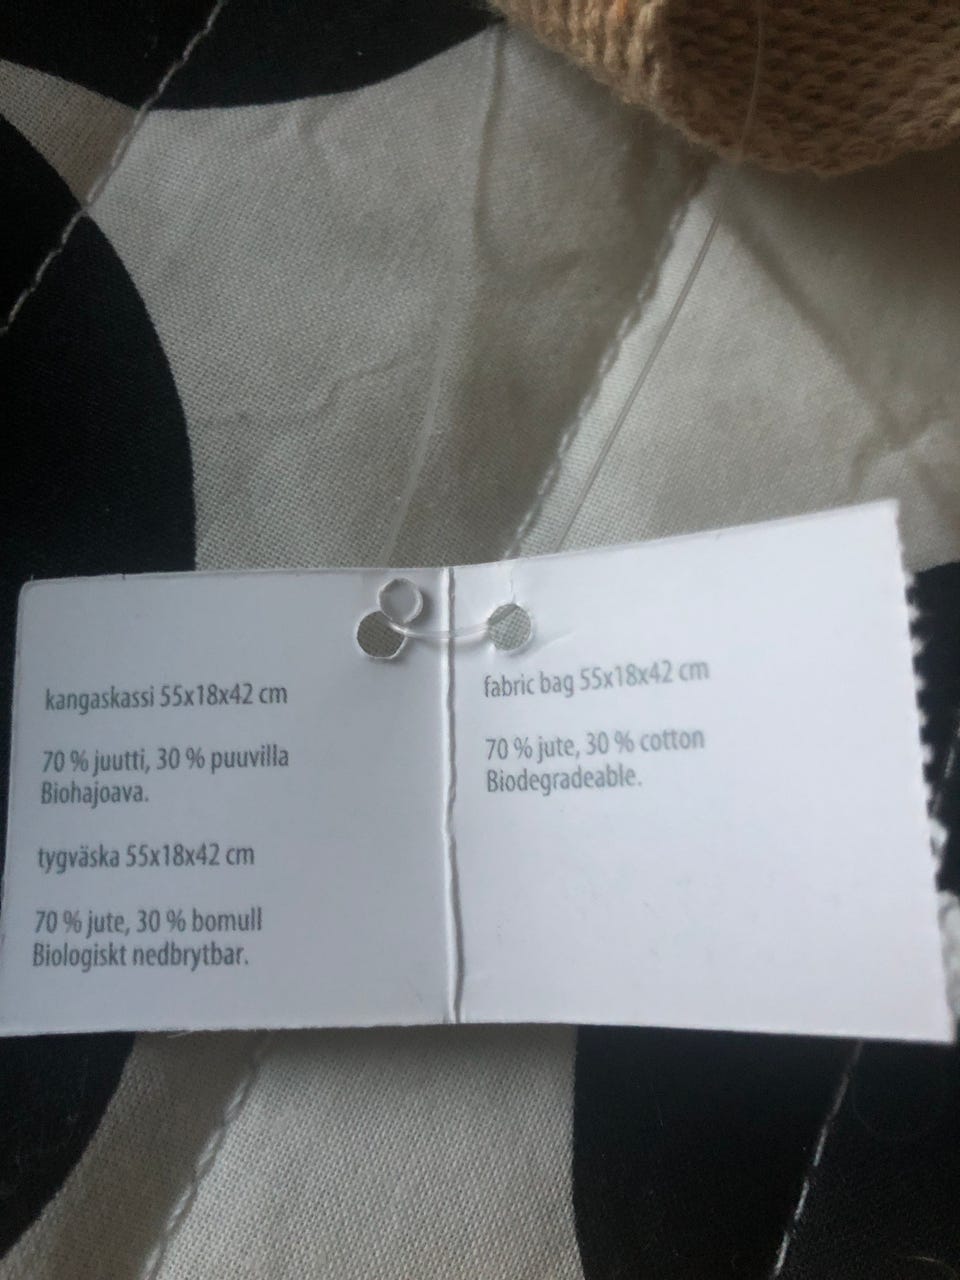 kangaskassi 55x18x42 cm
70 % juutti, 30 % puuvilla
Biohajoava.
tygväska 55x18x42 cm
70 % jute, 30 % bomull
Biologiskt nedbrytbar.
fabric bag 55x18x42 cm
70 % jute, 30 % cotton
Biodegradeable.